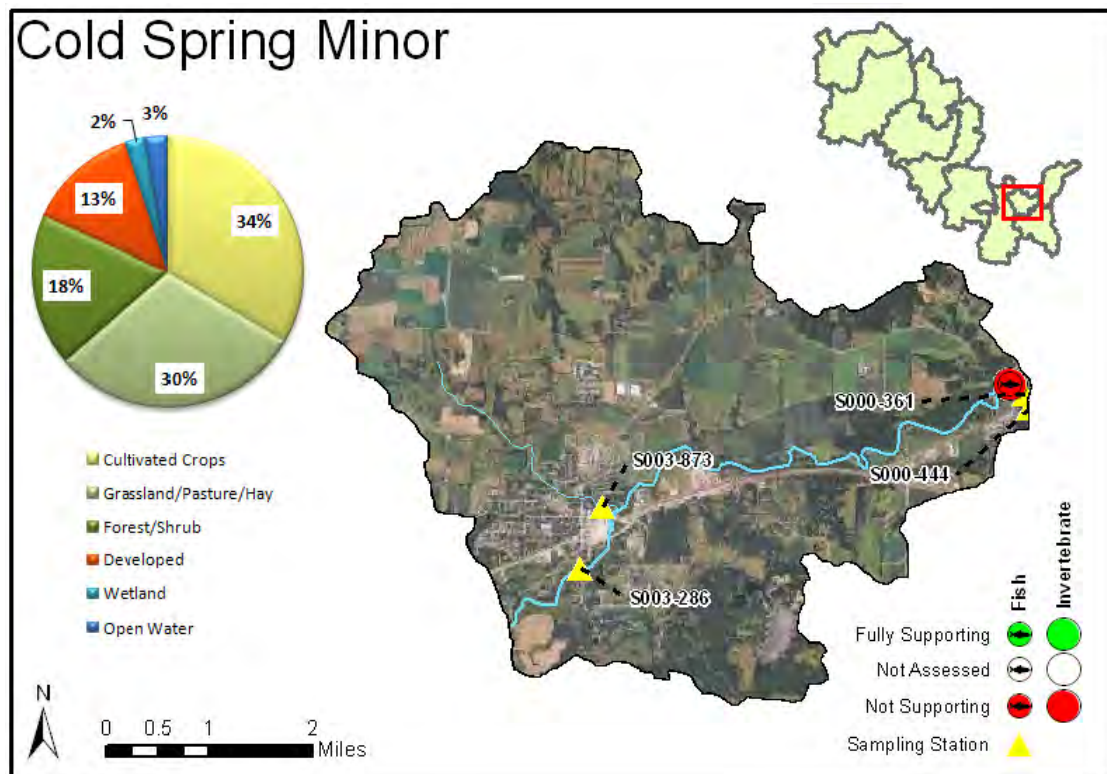 Cold Spring Minor
2%
3%
13%
34%
18%
30%
Cultivated Crops
Grassland/Pasture/Hay
Forest/Shrub
Developed
Wetland
Open Water
S000-361
S003-873
S000-444
S003-286
Fish
Invertebrate
Fully Supporting
Not Assessed
Not Supporting
Sampling Station
N
0 0.5 1 2
Miles